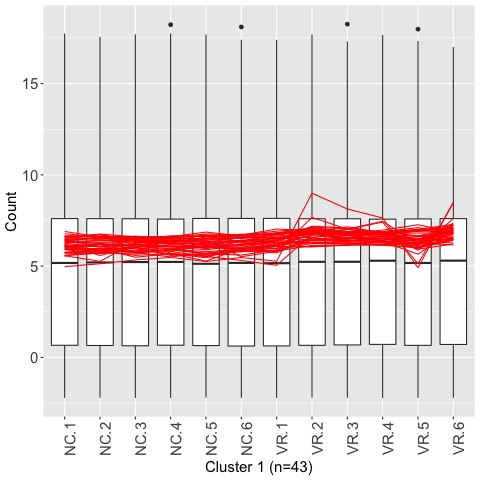 Count
15
10
5
0
NC.1
NC.2
NC.3
NC.4
NC.5
NC.6
VR.1
VR.2
VR.3
VR.4
VR.5
VR.6
Cluster 1 (n=43)